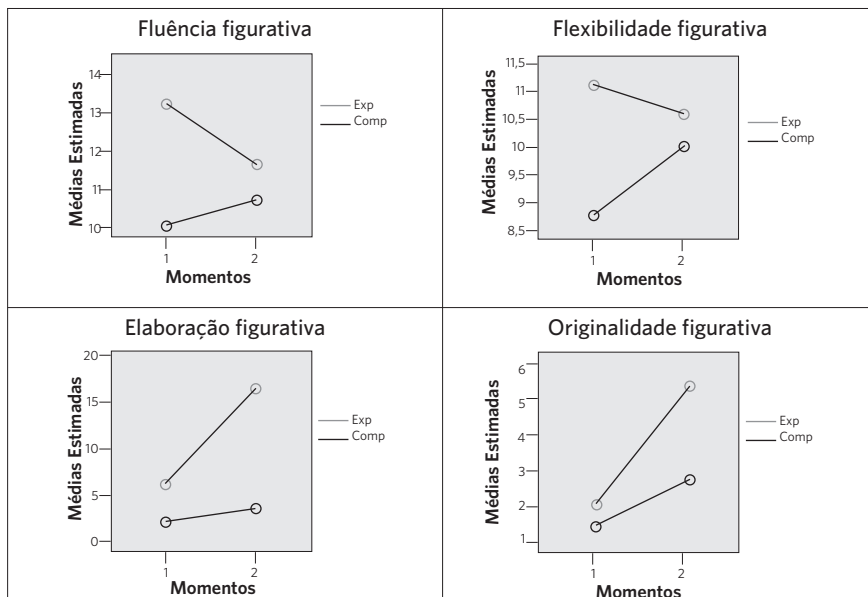 Fluência figurativa
Médias Estimadas
14
13
12
11
10
1
2
Momentos
Exp
Comp
Flexibilidade figurativa
Médias Estimadas
11,5
11
10,5
10
9,5
9
8,5
1
2
Momentos
Exp
Comp
Elaboração figurativa
Médias Estimadas
20
15
10
5
0
1
2
Momentos
Exp
Comp
Originalidade figurativa
Médias Estimadas
6
5
4
3
2
1
1
2
Momentos
Exp
Comp